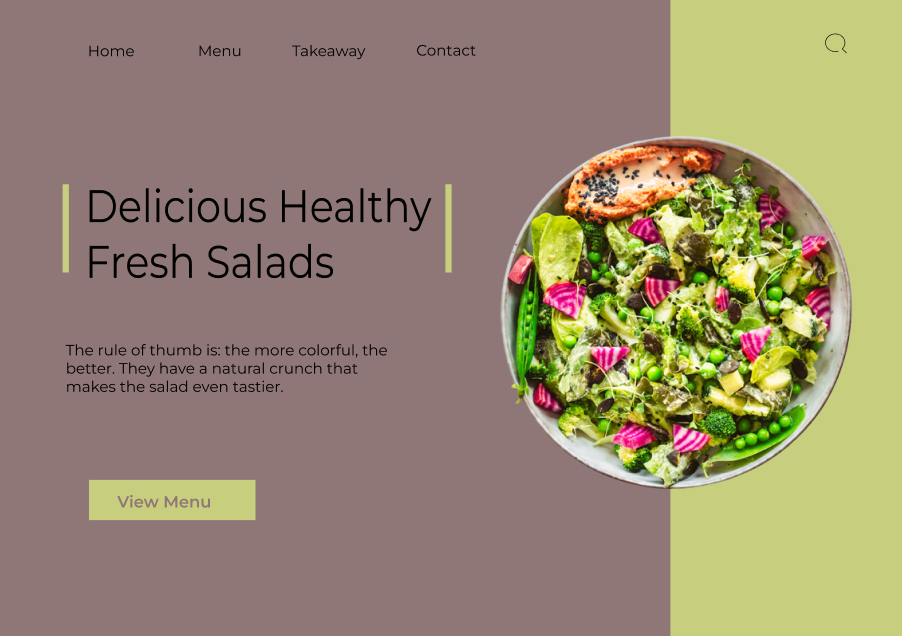 Home Menu Takeaway Contact
Delicious Healthy
Fresh Salads
The rule of thumb is: the more colorful, the
better. They have a natural crunch that
makes the salad even tastier.
View Menu